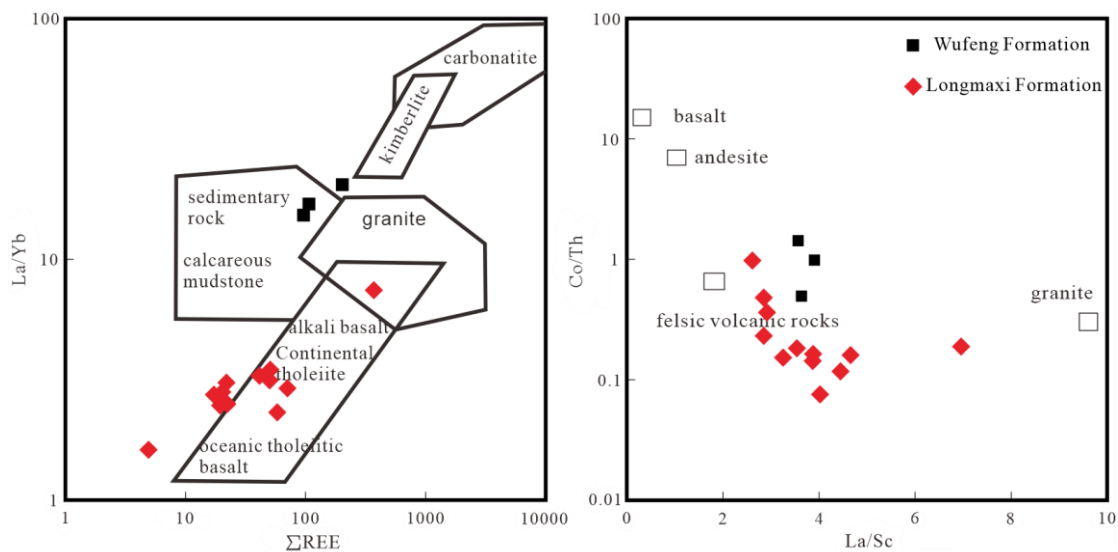 100
10
1
La/Yb
carbonatite
kimberlite
sedimentary
rock
granite
calcareous
mudstone
alkali basalt
Continental
tholeiite
oceanic tholeiitic
basalt
1
10
100
1000
10000
ΣREE
100
10
1
0.1
0.01
Co/Th
Wufeng Formation
Longmaxi Formation
basalt
andesite
granite
felsic volcanic rocks
0
2
4
6
8
10
La/Sc